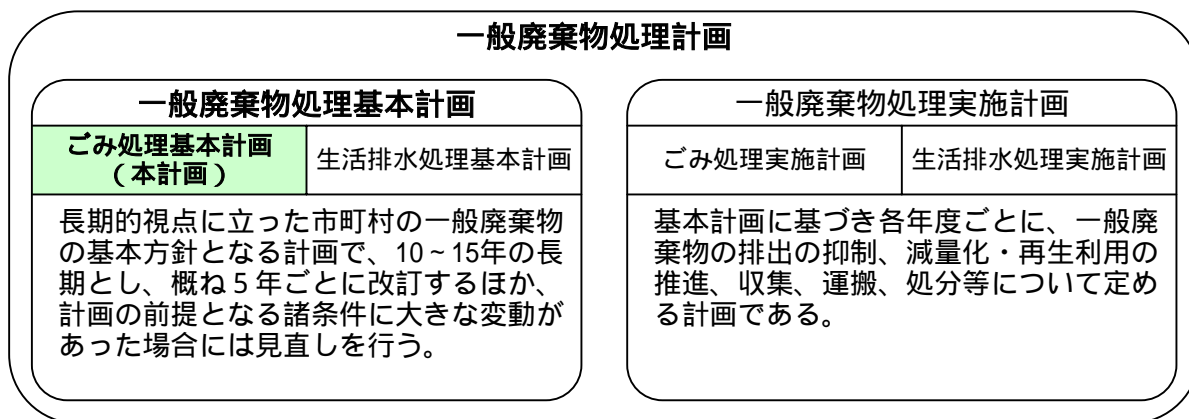 一般廃棄物処理計画
一般廃棄物処理基本計画
ごみ処理基本計画
(本計画)
生活排水処理基本計画
長期的視点に立った市町村の一般廃棄物
の基本方針となる計画で、10~15年の長
期とし、概ね5年ごとに改訂するほか、
計画の前提となる諸条件に大きな変動が
あった場合には見直しを行う。
一般廃棄物処理実施計画
ごみ処理実施計画
生活排水処理実施計画
基本計画に基づき各年度ごとに、一般廃
棄物の排出の抑制、減量化・再生利用の
推進、収集、運搬、処分等について定め
る計画である。